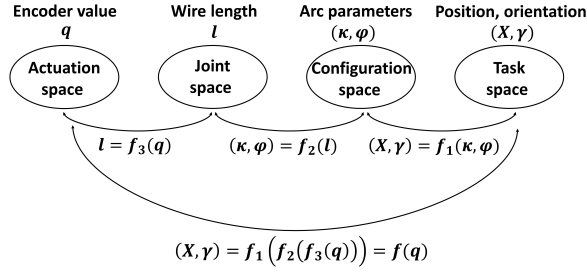 Encoder value Wire length Arc parameters Position, orientation
q l (κ, φ) (X, γ)
Actuation space Joint space Configuration space Task space
l = f₃(q) (κ, φ) = f₂(l) (X, γ) = f₁(κ, φ)
(X, γ) = f₁(f₂(f₃(q))) = f(q)